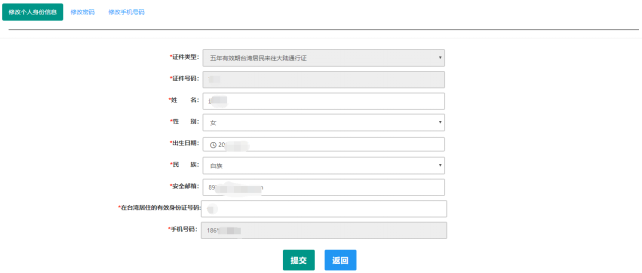 修改个人身份信息 修改密码 修改手机号码
*证件类型: 五年有效期台湾居民来往大陆通行证
*证件号码:
*姓 名:
*性 别: 女
*出生日期: 20
*民 族: 白族
*安全邮箱: 89
*在台湾居住的有效身份证号码:
*手机号码: 186
提交 返回